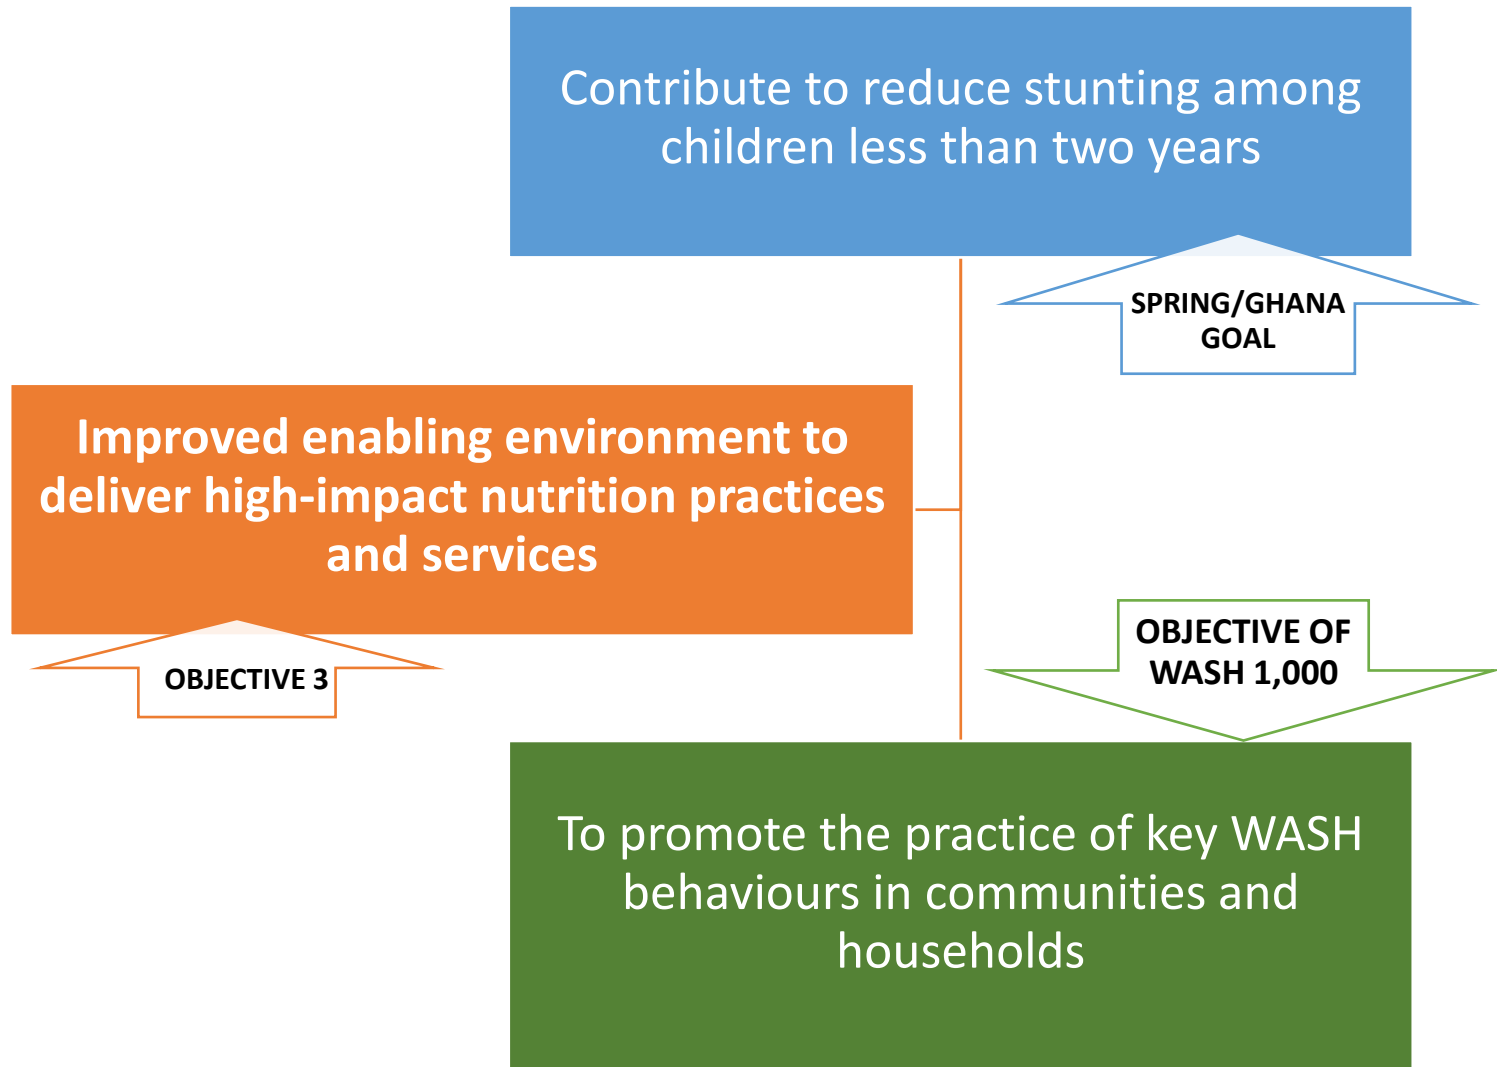 Contribute to reduce stunting among
children less than two years
SPRING/GHANA
GOAL
Improved enabling environment to
deliver high-impact nutrition practices
and services
OBJECTIVE 3
OBJECTIVE OF
WASH 1,000
To promote the practice of key WASH
behaviours in communities and
households